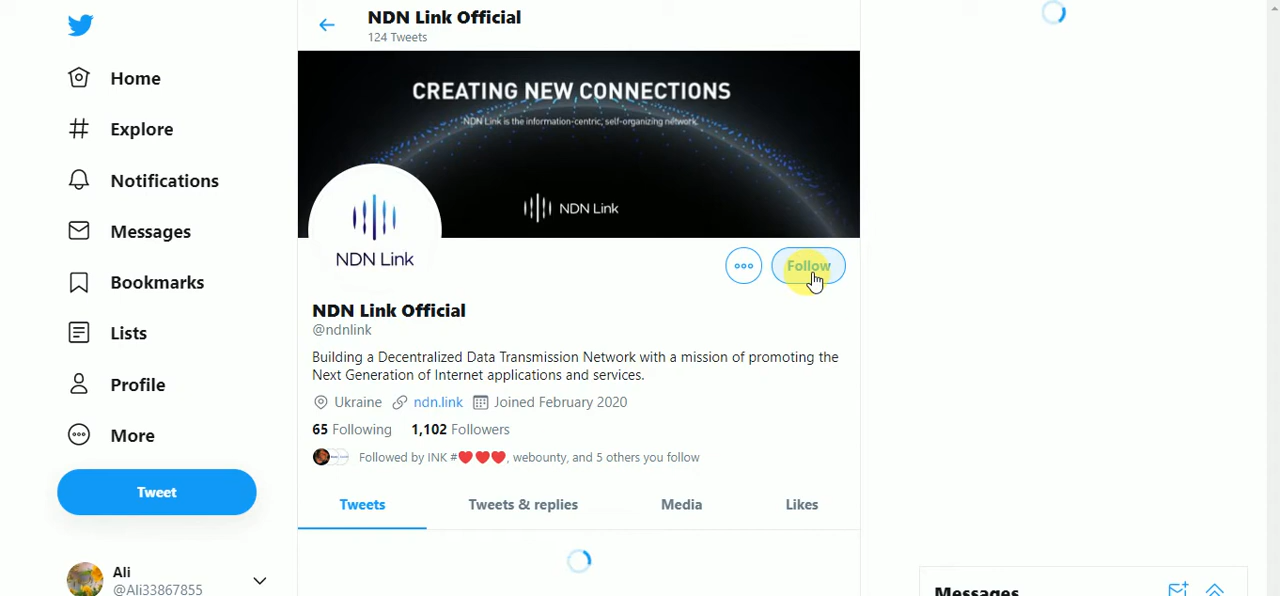 NDN Link Official
124 Tweets
Home
Explore
Notifications
Messages
Bookmarks
Lists
Profile
More
Tweet
Ali
@Ali33867855
CREATING NEW CONNECTIONS
NDN Link is the information-centric, self-organizing network.
NDN Link
NDN Link
Follow
NDN Link Official
@ndnlink
Building a Decentralized Data Transmission Network with a mission of promoting the
Next Generation of Internet applications and services.
Ukraine ndn.link Joined February 2020
65 Following 1,102 Followers
Followed by INK #❤️❤️❤️, webounty, and 5 others you follow
Tweets Tweets & replies Media Likes
Messages